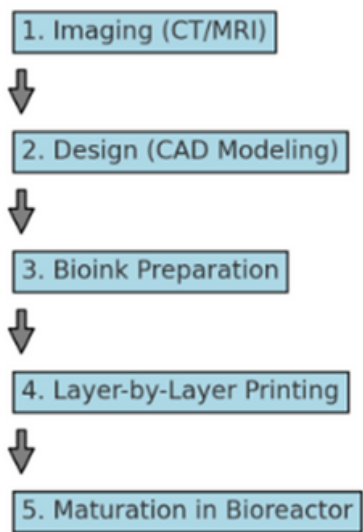 1. Imaging (CT/MRI)
2. Design (CAD Modeling)
3. Bioink Preparation
4. Layer-by-Layer Printing
5. Maturation in Bioreactor